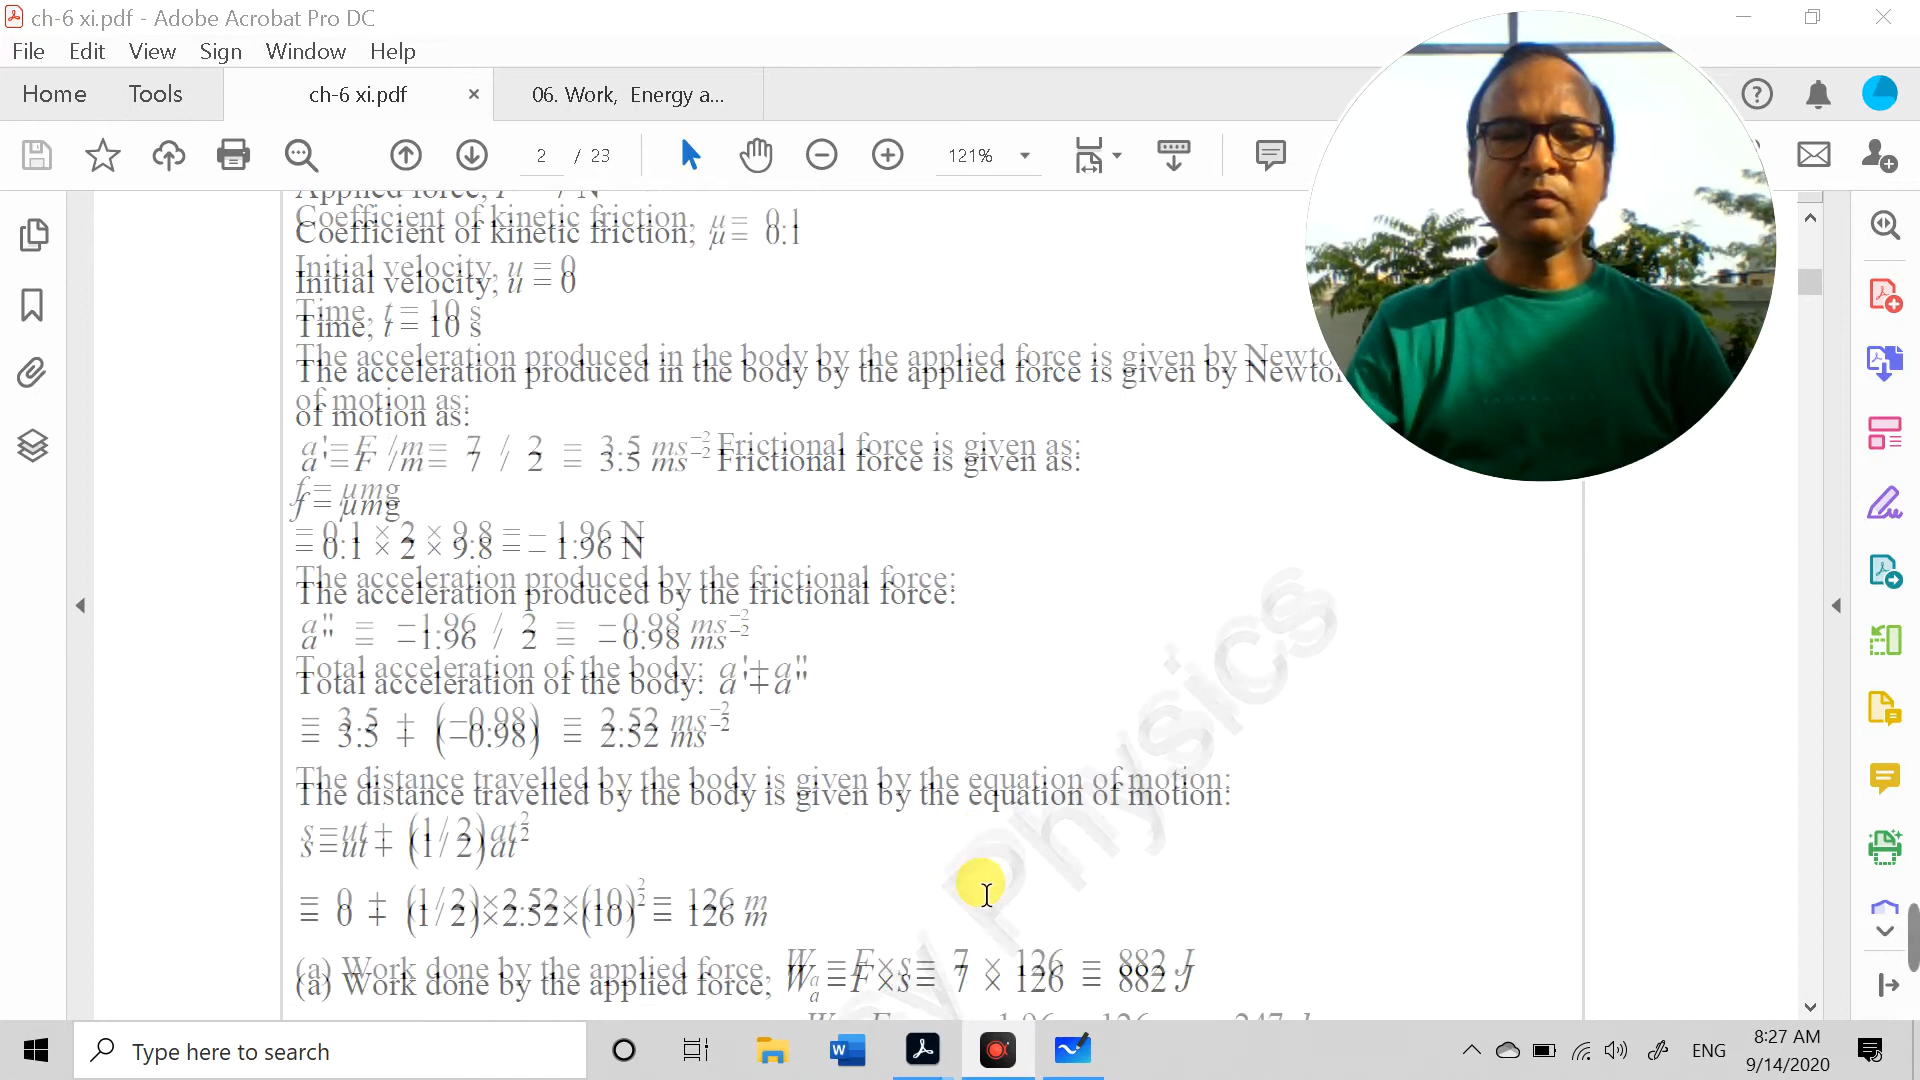 ch-6 xi.pdf - Adobe Acrobat Pro DC
File Edit View Sign Window Help
Home Tools ch-6 xi.pdf × 06. Work, Energy a...
2 / 23 121%
Applied force, F = 7 N
Coefficient of kinetic friction, μ = 0.1
Initial velocity, u = 0
Time, t = 10 s
The acceleration produced in the body by the applied force is given by Newto
of motion as:
a' = F / m = 7 / 2 = 3.5 ms⁻² Frictional force is given as:
f = μmg
= 0.1 × 2 × 9.8 = – 1.96 N
The acceleration produced by the frictional force:
a" = −1.96 / 2 = −0.98 ms⁻²
Total acceleration of the body: a'+a"
= 3.5 + (−0.98) = 2.52 ms⁻²
The distance travelled by the body is given by the equation of motion:
s=ut+ (1/2)at²
= 0 + (1/2)×2.52×(10)² = 126 m
(a) Work done by the applied force, Wₐ = F×s = 7 × 126 = 882 J
Physics
Type here to search
ENG
8:27 AM
9/14/2020